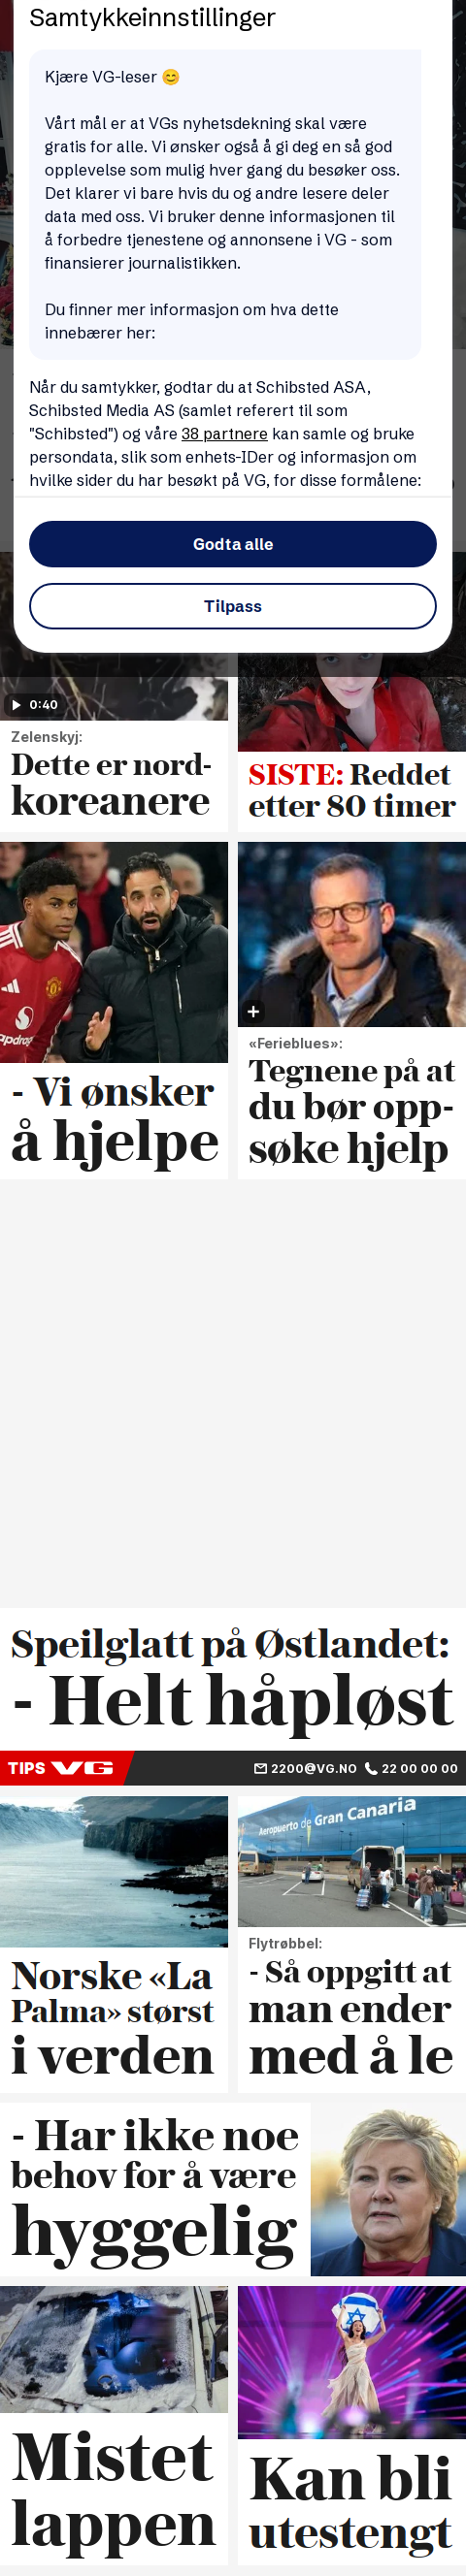 Samtykkeinnstillinger
Kjære VG-leser 😊
Vårt mål er at VGs nyhetsdekning skal være
gratis for alle. Vi ønsker også å gi deg en så god
opplevelse som mulig hver gang du besøker oss.
Det klarer vi bare hvis du og andre lesere deler
data med oss. Vi bruker denne informasjonen til
å forbedre tjenestene og annonsene i VG - som
finansierer journalistikken.
Du finner mer informasjon om hva dette
innebærer her:
Når du samtykker, godtar du at Schibsted ASA,
Schibsted Media AS (samlet referert til som
"Schibsted") og våre 38 partnere kan samle og bruke
persondata, slik som enhets-IDer og informasjon om
hvilke sider du har besøkt på VG, for disse formålene:
Godta alle
Tilpass
0:40
Zelenskyj:
Dette er nord-
koreanere
SISTE: Reddet
etter 80 timer
- Vi ønsker
å hjelpe
«Ferieblues»:
Tegnene på at
du bør opp-
søke hjelp
Speilglatt på Østlandet:
- Helt håpløst
TIPS VG 2200@VG.NO 22 00 00 00
Norske «La
Palma» størst
i verden
Aeropuerto de Gran Canaria
Flytrøbbel:
- Så oppgitt at
man ender
med å le
- Har ikke noe
behov for å være
hyggelig
Mistet
lappen
Kan bli
utestengt